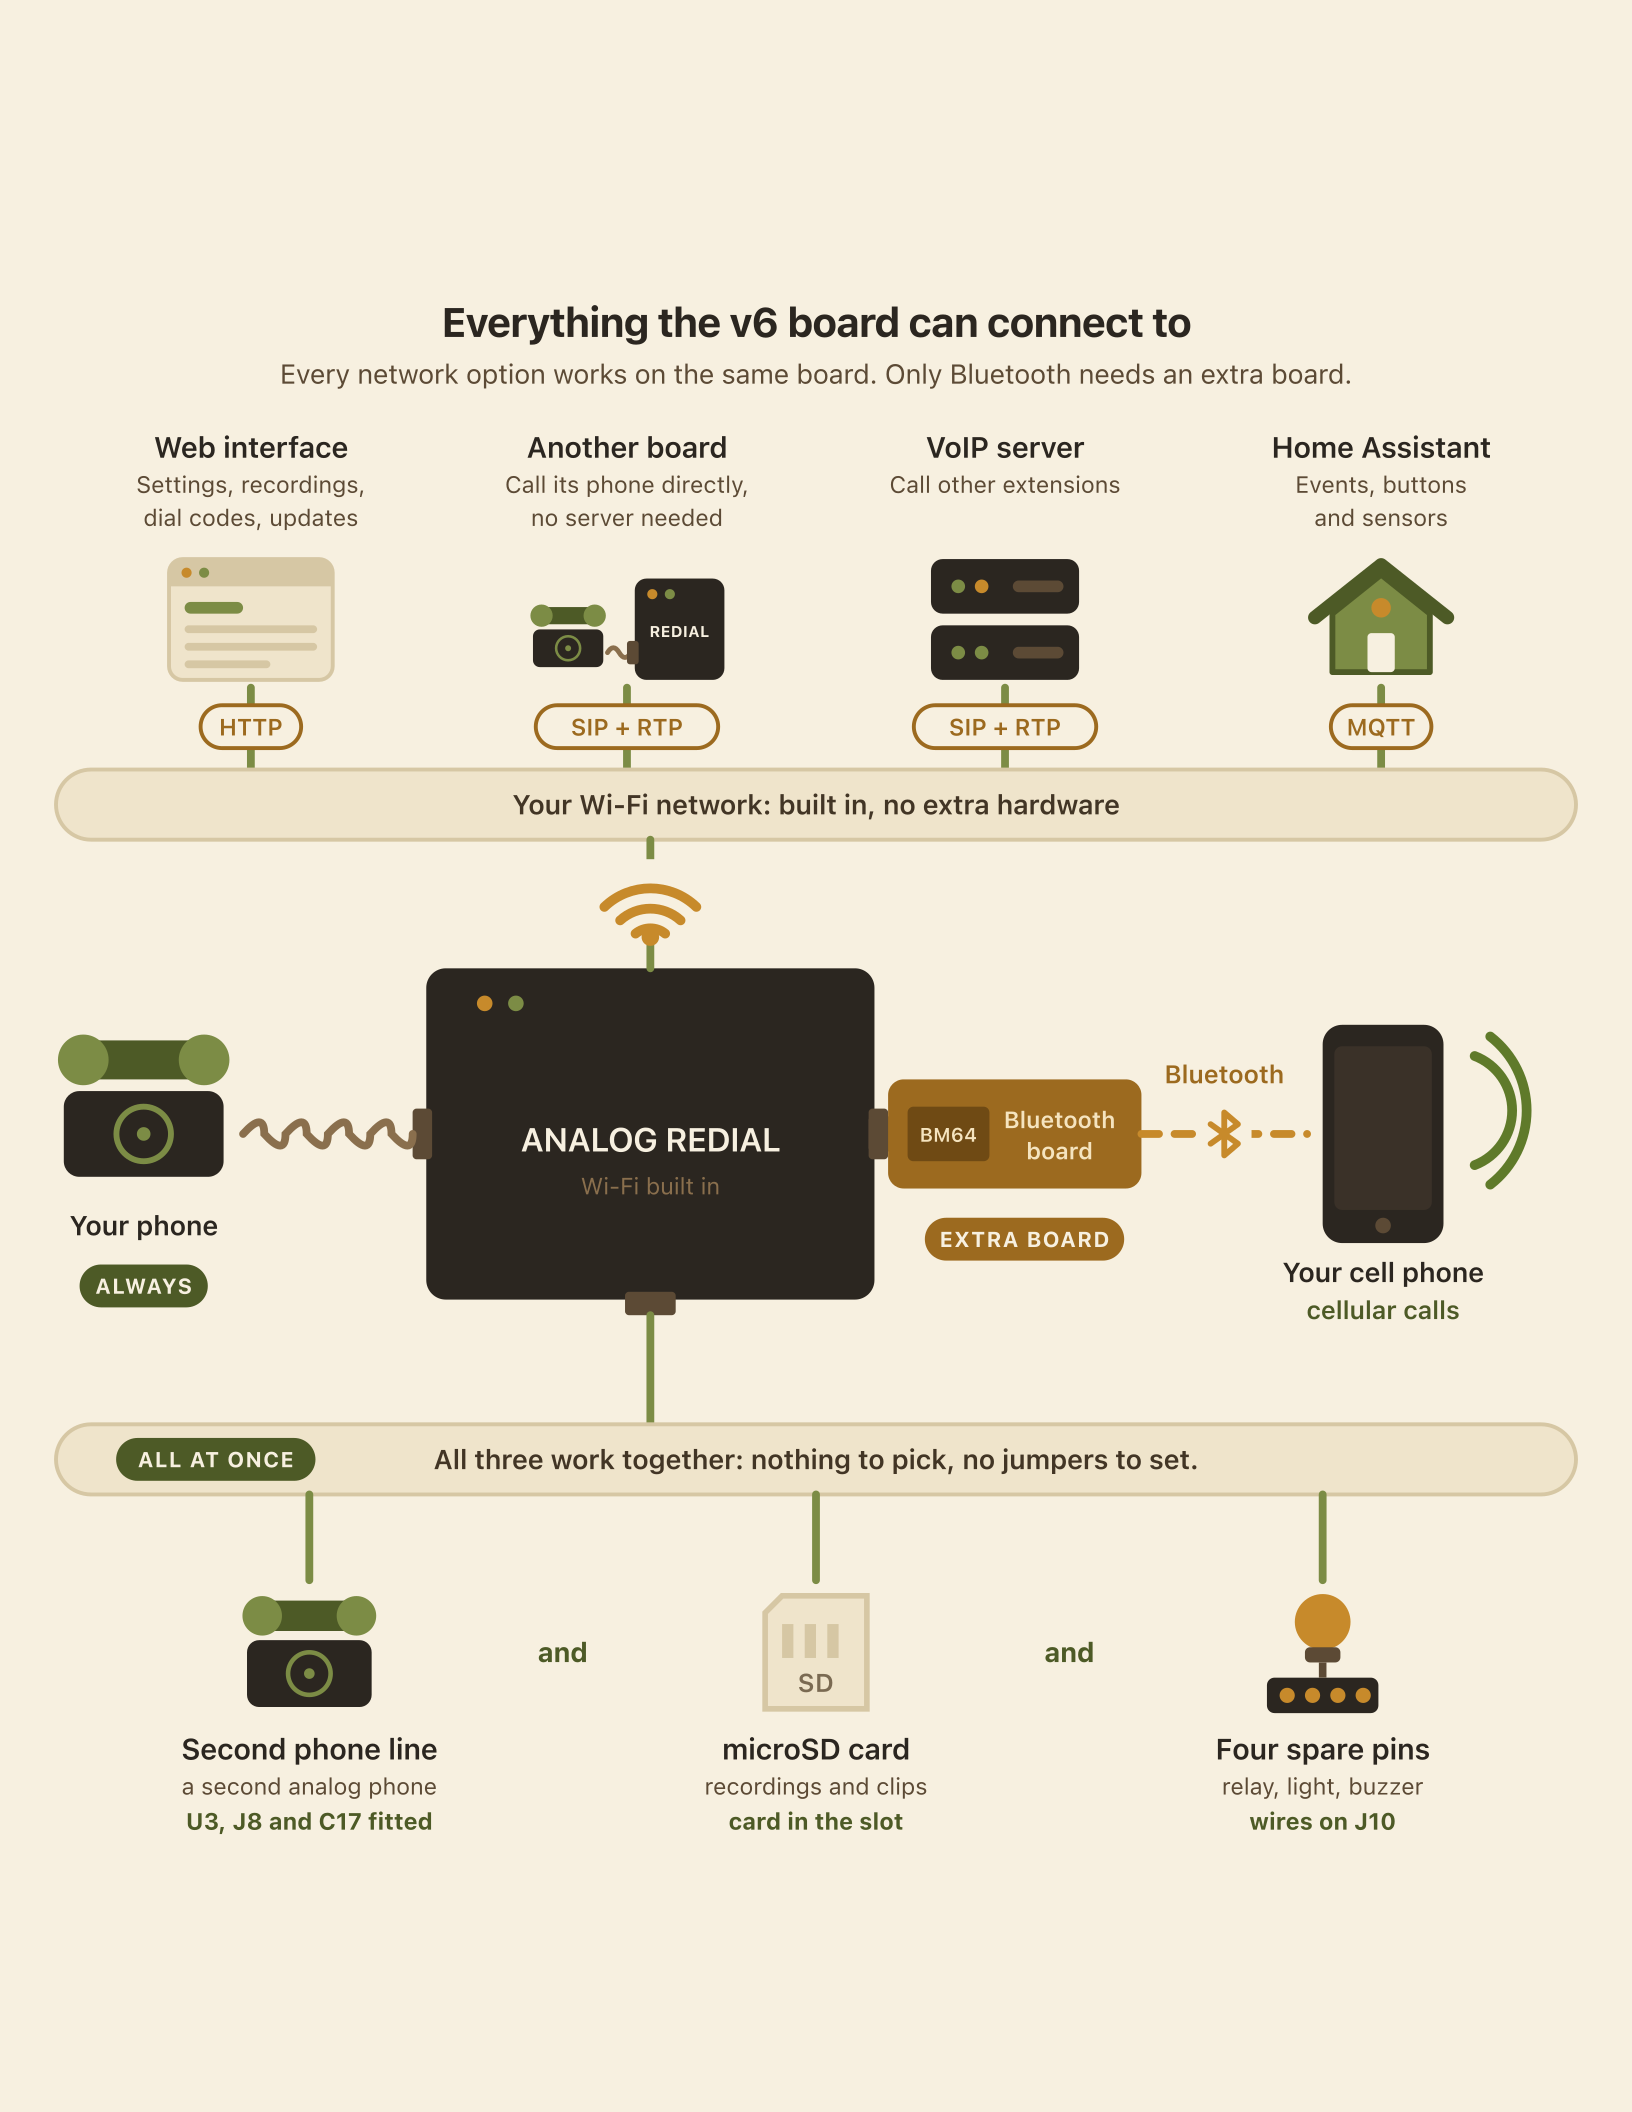 Everything the v6 board can connect to
Every network option works on the same board. Only Bluetooth needs an extra board.
Web interface
Settings, recordings,
dial codes, updates
Another board
Call its phone directly,
no server needed
VoIP server
Call other extensions
Home Assistant
Events, buttons
and sensors
REDIAL
HTTP
SIP + RTP
SIP + RTP
MQTT
Your Wi-Fi network: built in, no extra hardware
Your phone
ALWAYS
ANALOG REDIAL
Wi-Fi built in
BM64
Bluetooth
board
EXTRA BOARD
Bluetooth
Your cell phone
cellular calls
ALL AT ONCE
All three work together: nothing to pick, no jumpers to set.
and
SD
and
Second phone line
a second analog phone
U3, J8 and C17 fitted
microSD card
recordings and clips
card in the slot
Four spare pins
relay, light, buzzer
wires on J10